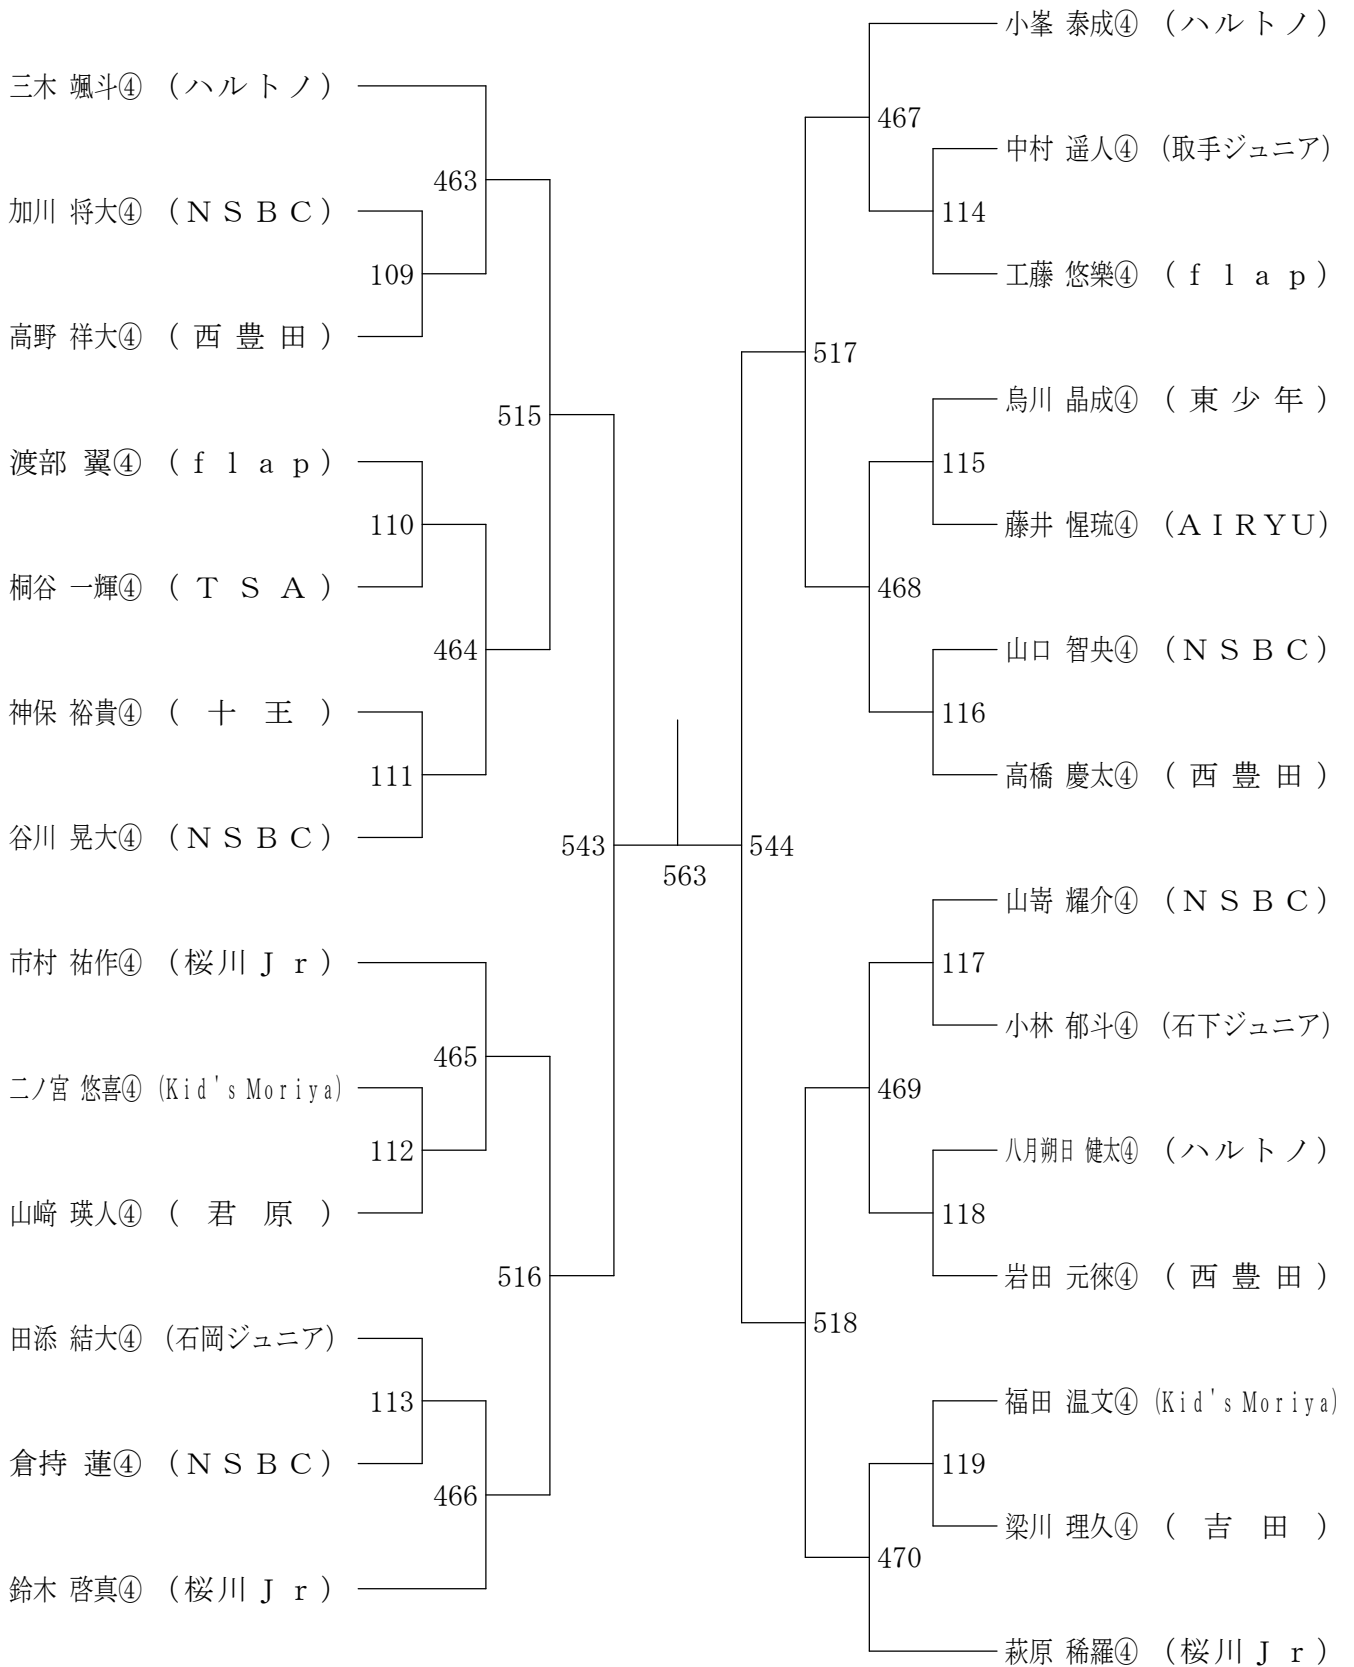 三木 颯斗④ (ハルトノ)
463
加川 将大④ (NSBC)
109
高野 祥大④ (西豊田)
515
渡部 翼④ (flap)
110
桐谷 一輝④ (TSA)
464
神保 裕貴④ (十王)
111
谷川 晃大④ (NSBC)
543
市村 祐作④ (桜川Jr)
465
二ノ宮 悠喜④ (Kid's Moriya)
112
山﨑 瑛人④ (君原)
516
田添 結大④ (石岡ジュニア)
113
倉持 蓮④ (NSBC)
466
鈴木 啓真④ (桜川Jr)
563
小峯 泰成④ (ハルトノ)
467
中村 遥人④ (取手ジュニア)
114
工藤 悠樂④ (flap)
517
烏川 晶成④ (東少年)
115
藤井 惺琉④ (AIRYU)
468
山口 智央④ (NSBC)
116
高橋 慶太④ (西豊田)
544
山嵜 耀介④ (NSBC)
117
小林 郁斗④ (石下ジュニア)
469
八月朔日 健太④ (ハルトノ)
118
岩田 元徠④ (西豊田)
518
福田 温文④ (Kid's Moriya)
119
梁川 理久④ (吉田)
470
萩原 稀羅④ (桜川Jr)